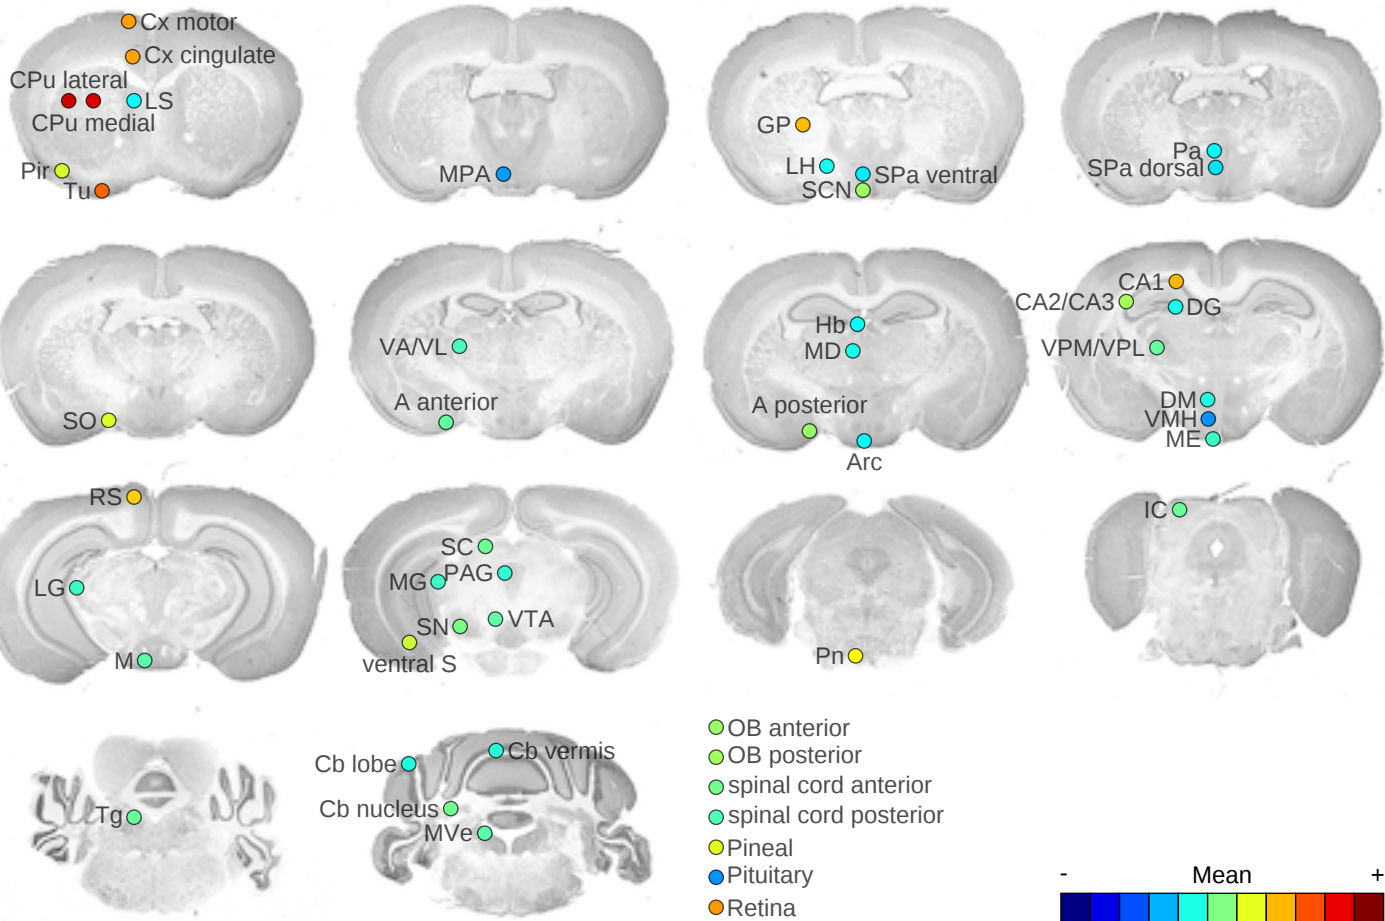 Cx motor
Cx cingulate
CPu lateral
LS
CPu medial
Pir
Tu
MPA
GP
LH
SPa ventral
SCN
Pa
SPa dorsal
SO
VA/VL
A anterior
Hb
MD
A posterior
Arc
CA1
CA2/CA3
DG
VPM/VPL
DM
VMH
ME
RS
LG
M
SC
MG
PAG
SN
VTA
ventral S
Pn
IC
Tg
Cb lobe
Cb vermis
Cb nucleus
MVe
OB anterior
OB posterior
spinal cord anterior
spinal cord posterior
Pineal
Pituitary
Retina
- Mean +